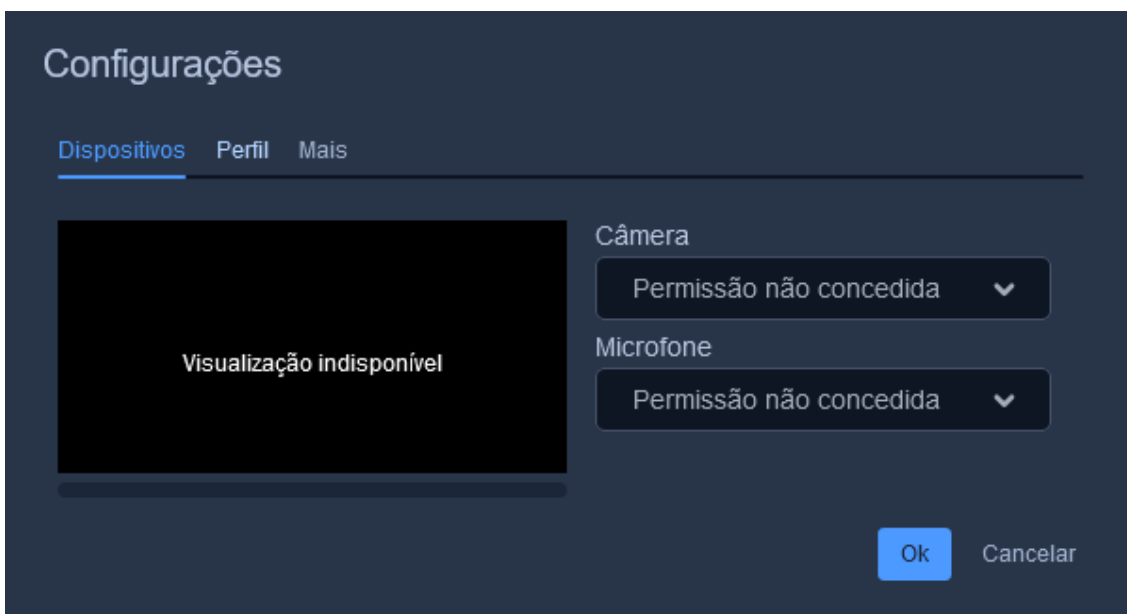 Configurações
Dispositivos Perfil Mais
Câmera
Permissão não concedida
Visualização indisponível
Microfone
Permissão não concedida
Ok Cancelar